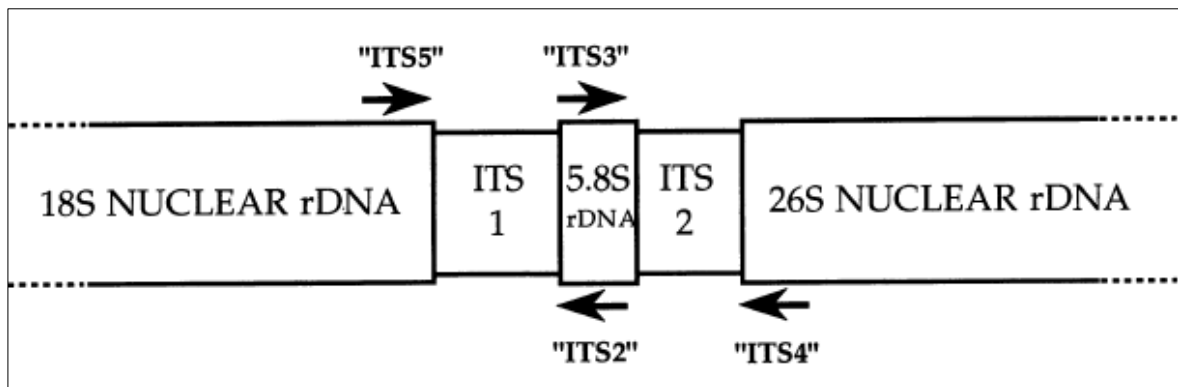 "ITS5"
"ITS3"
18S NUCLEAR rDNA
ITS
1
5.8S
rDNA
ITS
2
26S NUCLEAR rDNA
"ITS2"
"ITS4"